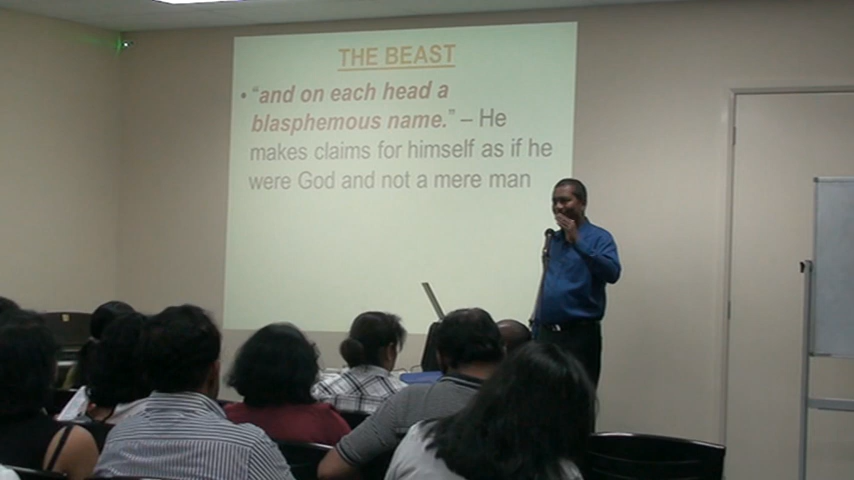 THE BEAST
• “and on each head a
blasphemous name.” – He
makes claims for himself as if he
were God and not a mere man